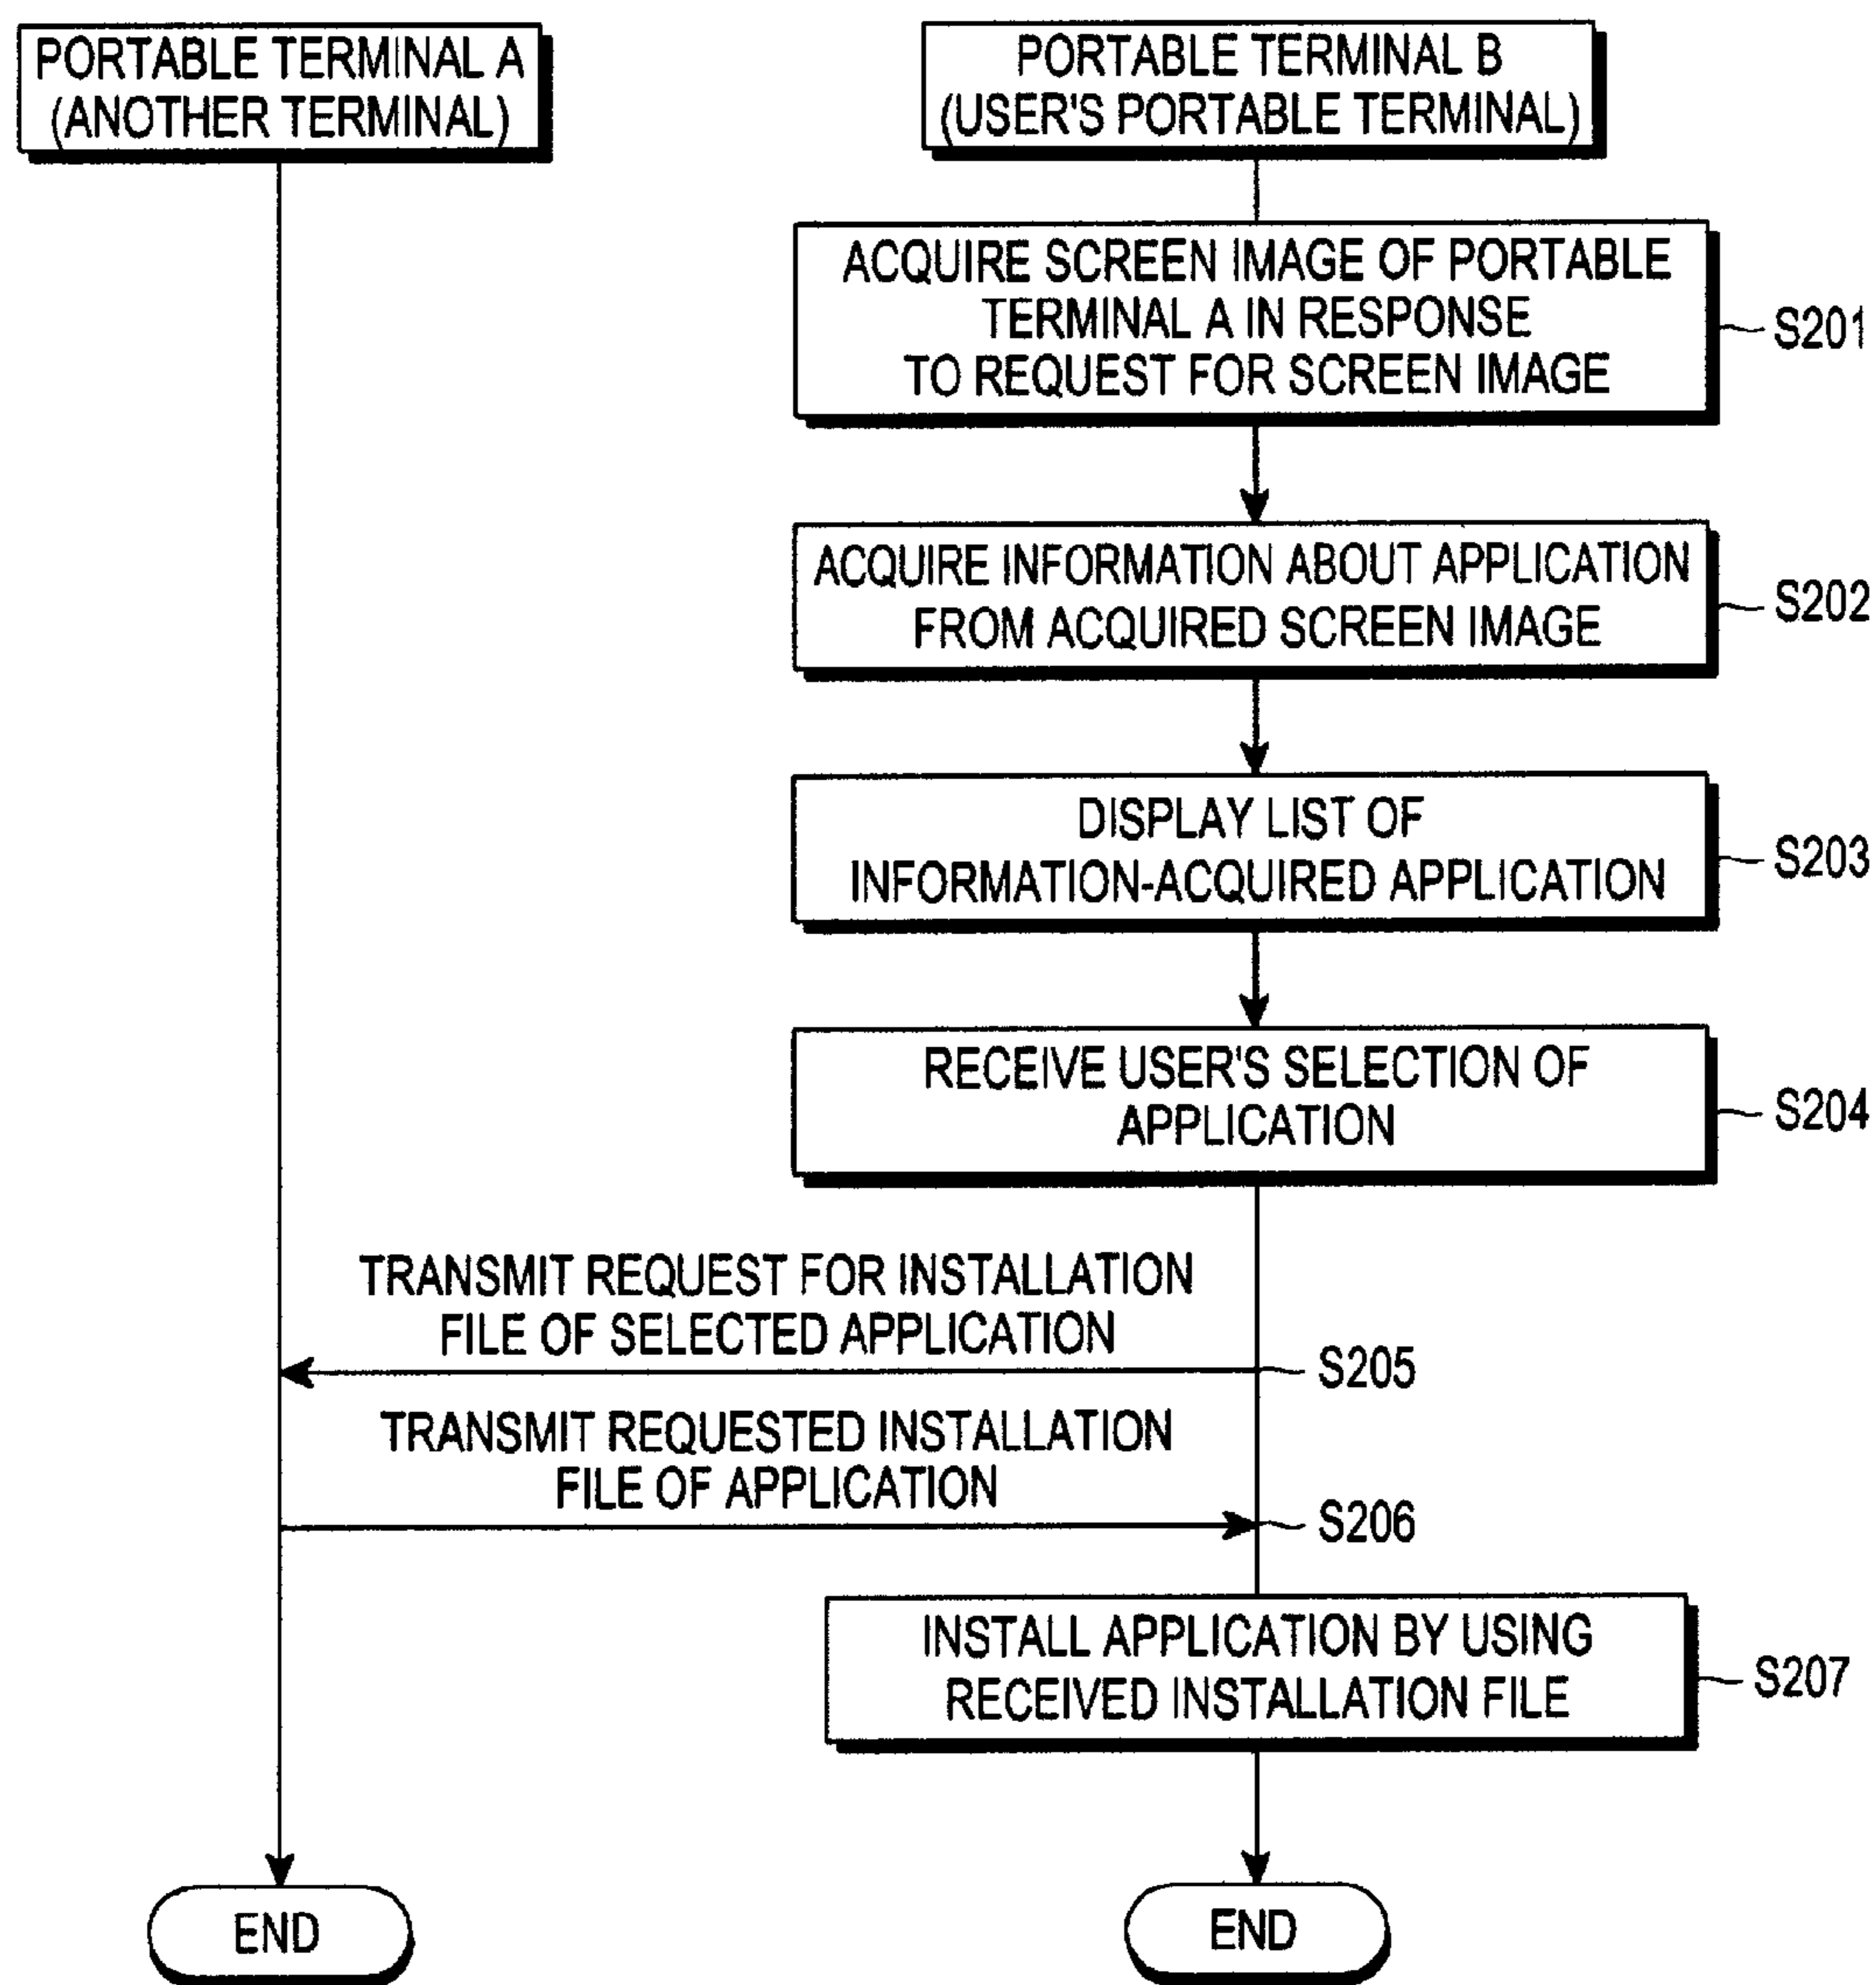 PORTABLE TERMINAL A
(ANOTHER TERMINAL)
PORTABLE TERMINAL B
(USER'S PORTABLE TERMINAL)
ACQUIRE SCREEN IMAGE OF PORTABLE
TERMINAL A IN RESPONSE
TO REQUEST FOR SCREEN IMAGE
S201
ACQUIRE INFORMATION ABOUT APPLICATION
FROM ACQUIRED SCREEN IMAGE
S202
DISPLAY LIST OF
INFORMATION-ACQUIRED APPLICATION
S203
RECEIVE USER'S SELECTION OF
APPLICATION
S204
TRANSMIT REQUEST FOR INSTALLATION
FILE OF SELECTED APPLICATION
S205
TRANSMIT REQUESTED INSTALLATION
FILE OF APPLICATION
S206
INSTALL APPLICATION BY USING
RECEIVED INSTALLATION FILE
S207
END
END